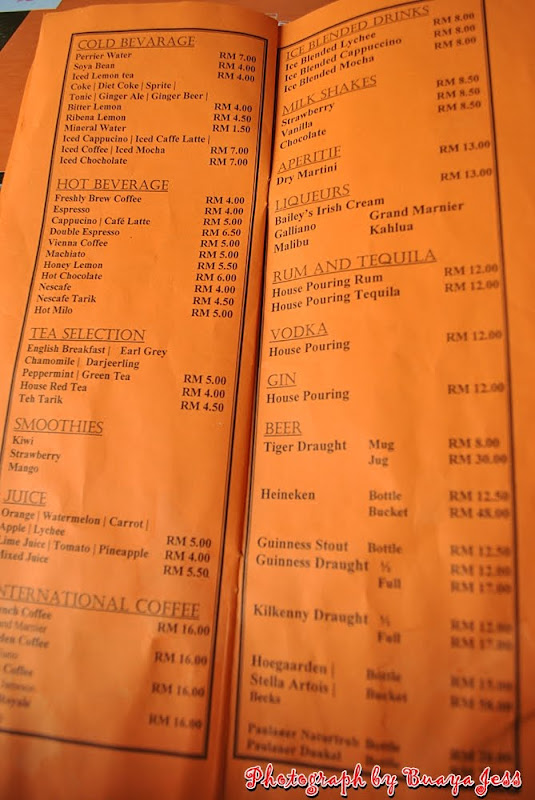 COLD BEVARAGE
Perrier Water RM 7.00
Soya Bean RM 4.00
Iced Lemon tea RM 4.00
Coke | Diet Coke | Sprite |
Tonic | Ginger Ale | Ginger Beer |
Bitter Lemon RM 4.00
Ribena Lemon RM 4.50
Mineral Water RM 1.50
Iced Cappucino | Iced Caffe Latte |
Iced Coffee | Iced Mocha RM 7.00
Iced Chocholate RM 7.00
HOT BEVERAGE
Freshly Brew Coffee RM 4.00
Espresso RM 4.00
Cappucino | Café Latte RM 5.00
Double Espresso RM 6.50
Vienna Coffee RM 5.00
Machiato RM 5.00
Honey Lemon RM 5.50
Hot Chocolate RM 6.00
Nescafe RM 4.00
Nescafe Tarik RM 4.50
Hot Milo RM 5.00
TEA SELECTION
English Breakfast | Earl Grey
Chamomile | Darjeerling
Peppermint | Green Tea RM 5.00
House Red Tea RM 4.00
Teh Tarik RM 4.50
SMOOTHIES
Kiwi
Strawberry
Mango
JUICE
Orange | Watermelon | Carrot |
Apple | Lychee RM 5.00
Lime Juice | Tomato | Pineapple RM 4.00
Mixed Juice RM 5.50
INTERNATIONAL COFFEE
Coffee
RM 16.00
Coffee
RM 16.00
Coffee
RM 16.00
RM 16.00
ICE BLENDED DRINKS
Ice Blended Lychee RM 8.00
Ice Blended Cappuccino RM 8.00
Ice Blended Mocha RM 8.00
MILK SHAKES
Strawberry RM 8.50
Vanilla RM 8.50
Chocolate RM 8.50
APERITIF
Dry Martini RM 13.00
LIQUEURS RM 13.00
Bailey's Irish Cream
Galliano Grand Marnier
Malibu Kahlua
RUM AND TEQUILA
House Pouring Rum RM 12.00
House Pouring Tequila RM 12.00
VODKA
House Pouring RM 12.00
GIN
House Pouring RM 12.00
BEER
Tiger Draught Mug RM 8.00
Jug RM 30.00
Heineken Bottle RM 12.50
Bucket RM 48.00
Guinness Stout Bottle RM 12.50
Guinness Draught ½ RM 12.00
Full RM 17.00
Kilkenny Draught ½ RM 12.00
Full RM 17.00
Hoegaarden | Bottle RM 15.00
Stella Artois | Bucket RM 58.00
Becks
Paulaner Naturtrub Bottle
Paulaner Dunkel
Photograph by Buaya Jess